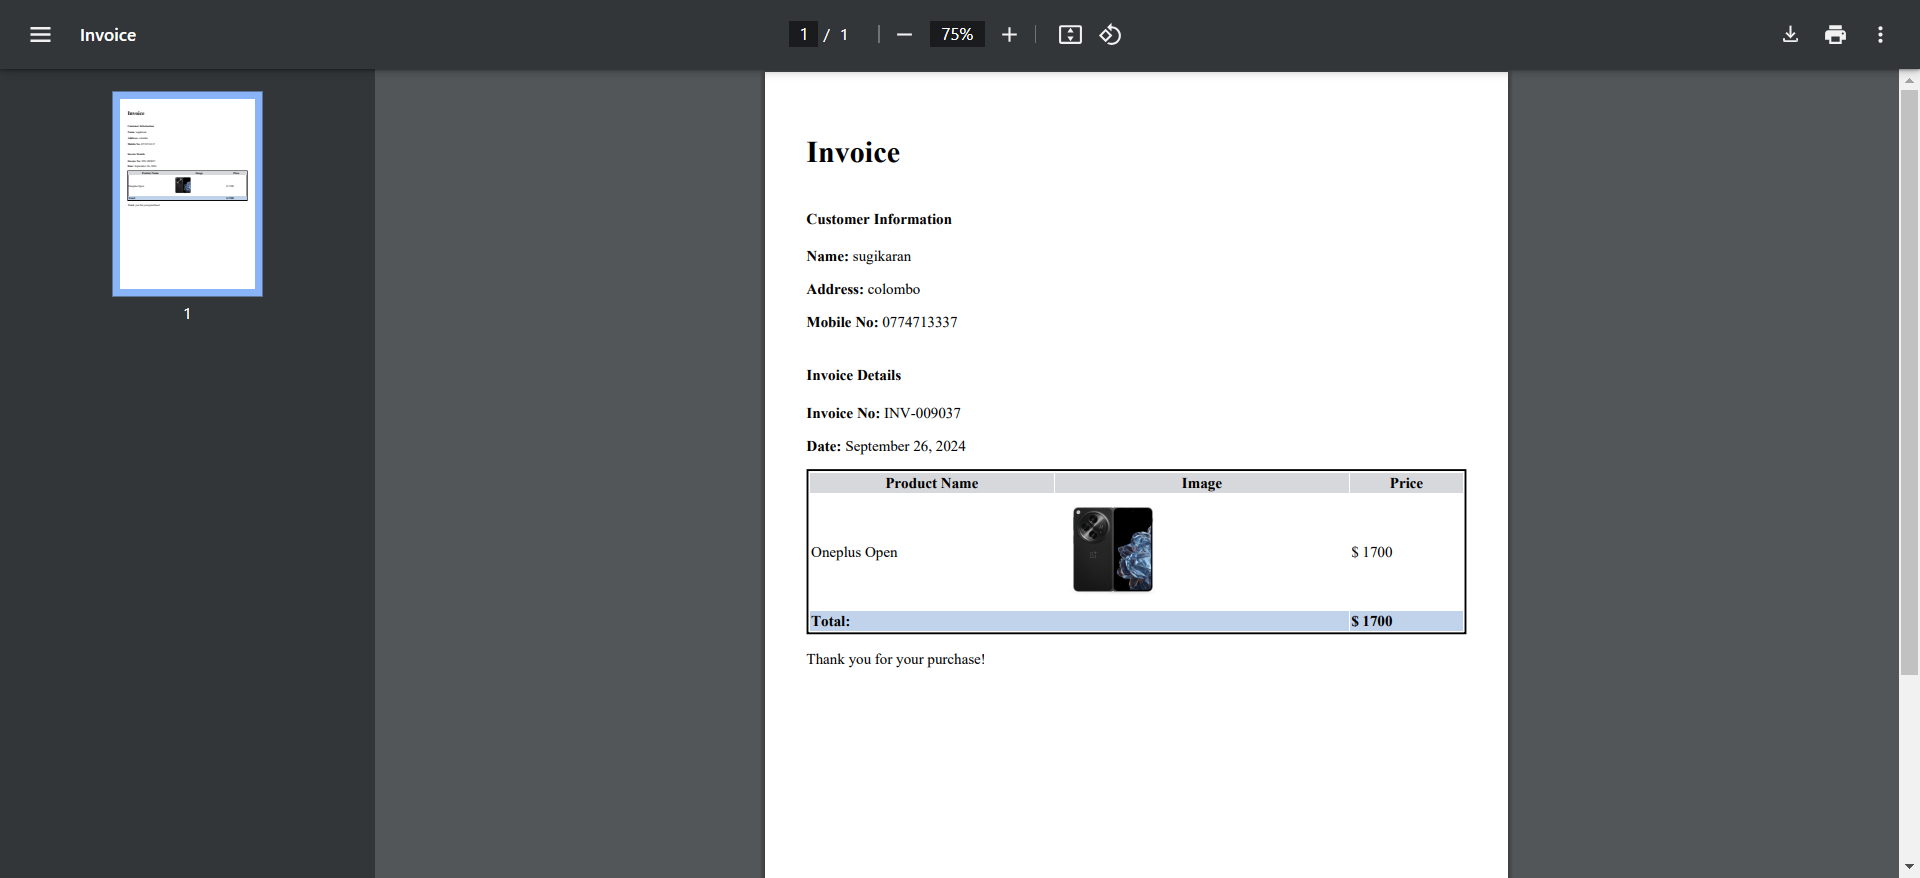 Invoice
1 / 1
75%
1
Invoice
Customer Information
Name: sugikaran
Address: colombo
Mobile No: 0774713337
Invoice Details
Invoice No: INV-009037
Date: September 26, 2024
Product Name Image Price
Oneplus Open $ 1700
Total: $ 1700
Thank you for your purchase!